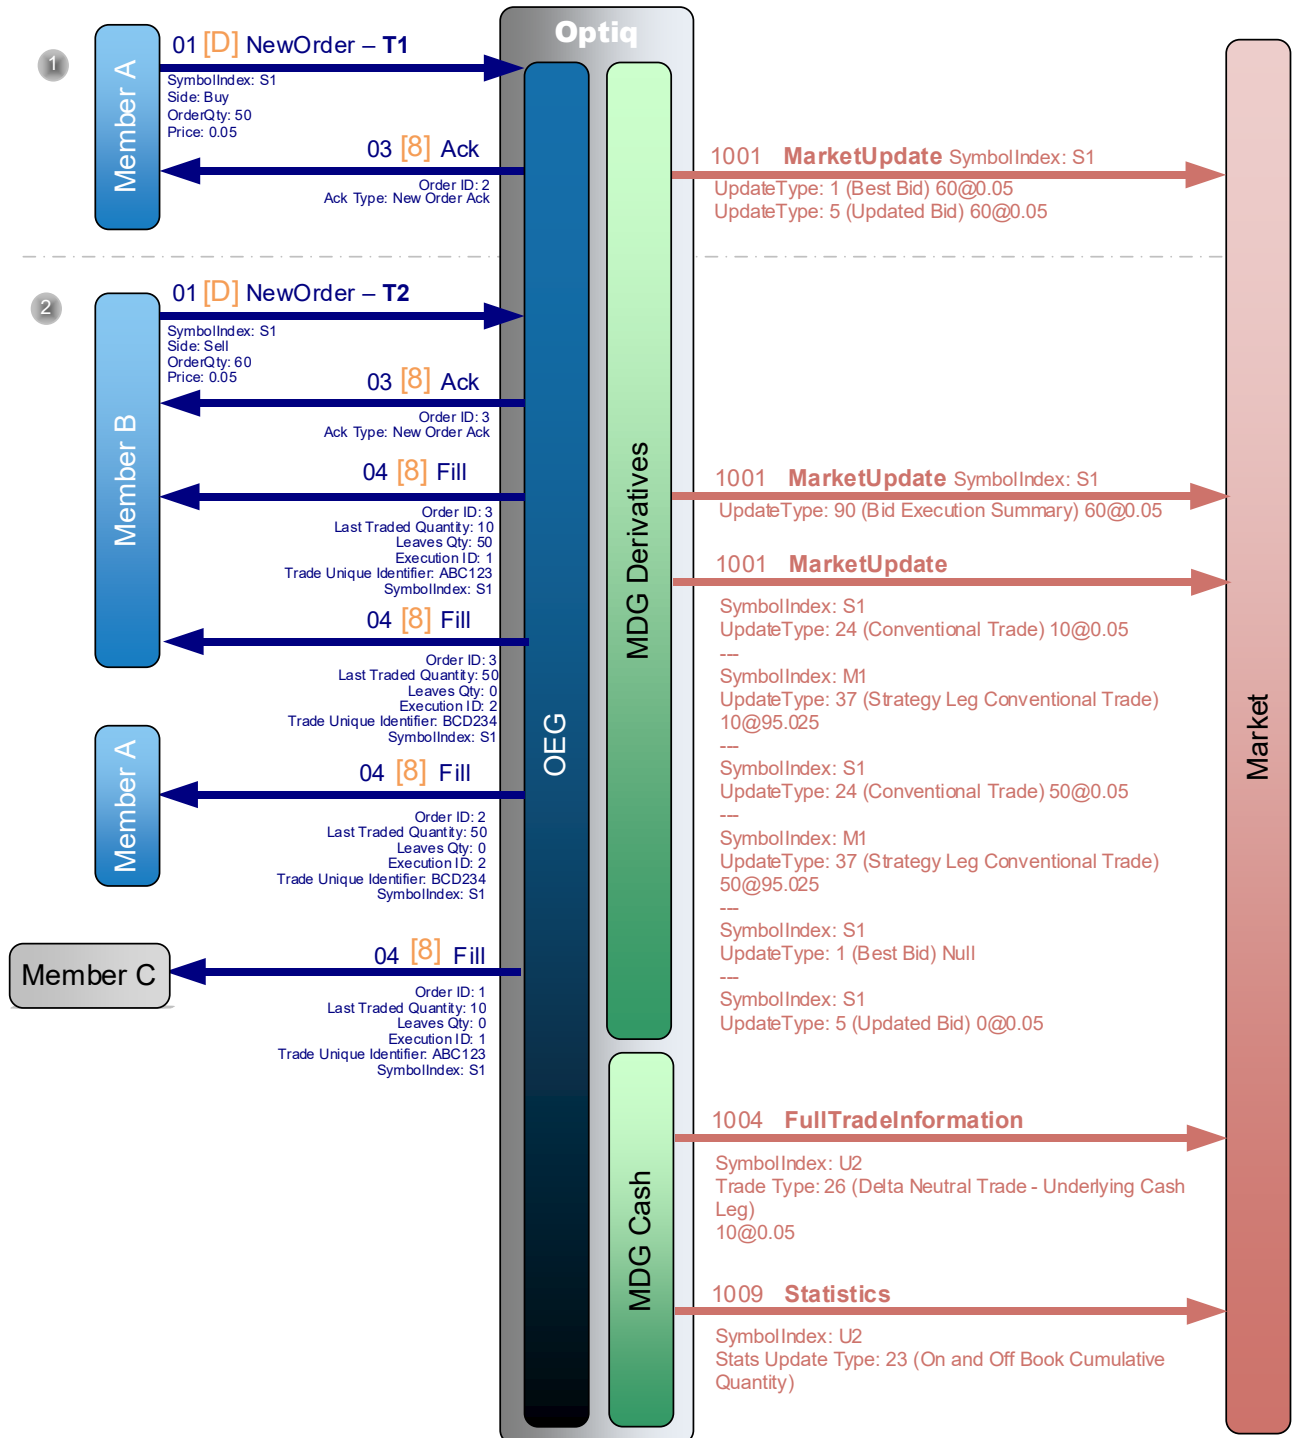 Optiq
1
Member A
01 [D] NewOrder – T1
SymbolIndex: S1
Side: Buy
OrderQty: 50
Price: 0.05
03 [8] Ack
Order ID: 2
Ack Type: New Order Ack
1001 MarketUpdate SymbolIndex: S1
UpdateType: 1 (Best Bid) 60@0.05
UpdateType: 5 (Updated Bid) 60@0.05
2
Member B
01 [D] NewOrder – T2
SymbolIndex: S1
Side: Sell
OrderQty: 60
Price: 0.05
03 [8] Ack
Order ID: 3
Ack Type: New Order Ack
04 [8] Fill
Order ID: 3
Last Traded Quantity: 10
Leaves Qty: 50
Execution ID: 1
Trade Unique Identifier: ABC123
SymbolIndex: S1
04 [8] Fill
Order ID: 3
Last Traded Quantity: 50
Leaves Qty: 0
Execution ID: 2
Trade Unique Identifier: BCD234
SymbolIndex: S1
Member A
04 [8] Fill
Order ID: 2
Last Traded Quantity: 50
Leaves Qty: 0
Execution ID: 2
Trade Unique Identifier: BCD234
SymbolIndex: S1
Member C
04 [8] Fill
Order ID: 1
Last Traded Quantity: 10
Leaves Qty: 0
Execution ID: 1
Trade Unique Identifier: ABC123
SymbolIndex: S1
OEG
MDG Derivatives
MDG Cash
1001 MarketUpdate SymbolIndex: S1
UpdateType: 90 (Bid Execution Summary) 60@0.05
1001 MarketUpdate
SymbolIndex: S1
UpdateType: 24 (Conventional Trade) 10@0.05
---
SymbolIndex: M1
UpdateType: 37 (Strategy Leg Conventional Trade)
10@95.025
---
SymbolIndex: S1
UpdateType: 24 (Conventional Trade) 50@0.05
---
SymbolIndex: M1
UpdateType: 37 (Strategy Leg Conventional Trade)
50@95.025
---
SymbolIndex: S1
UpdateType: 1 (Best Bid) Null
---
SymbolIndex: S1
UpdateType: 5 (Updated Bid) 0@0.05
1004 FullTradeInformation
SymbolIndex: U2
Trade Type: 26 (Delta Neutral Trade - Underlying Cash
Leg)
10@0.05
1009 Statistics
SymbolIndex: U2
Stats Update Type: 23 (On and Off Book Cumulative
Quantity)
Market